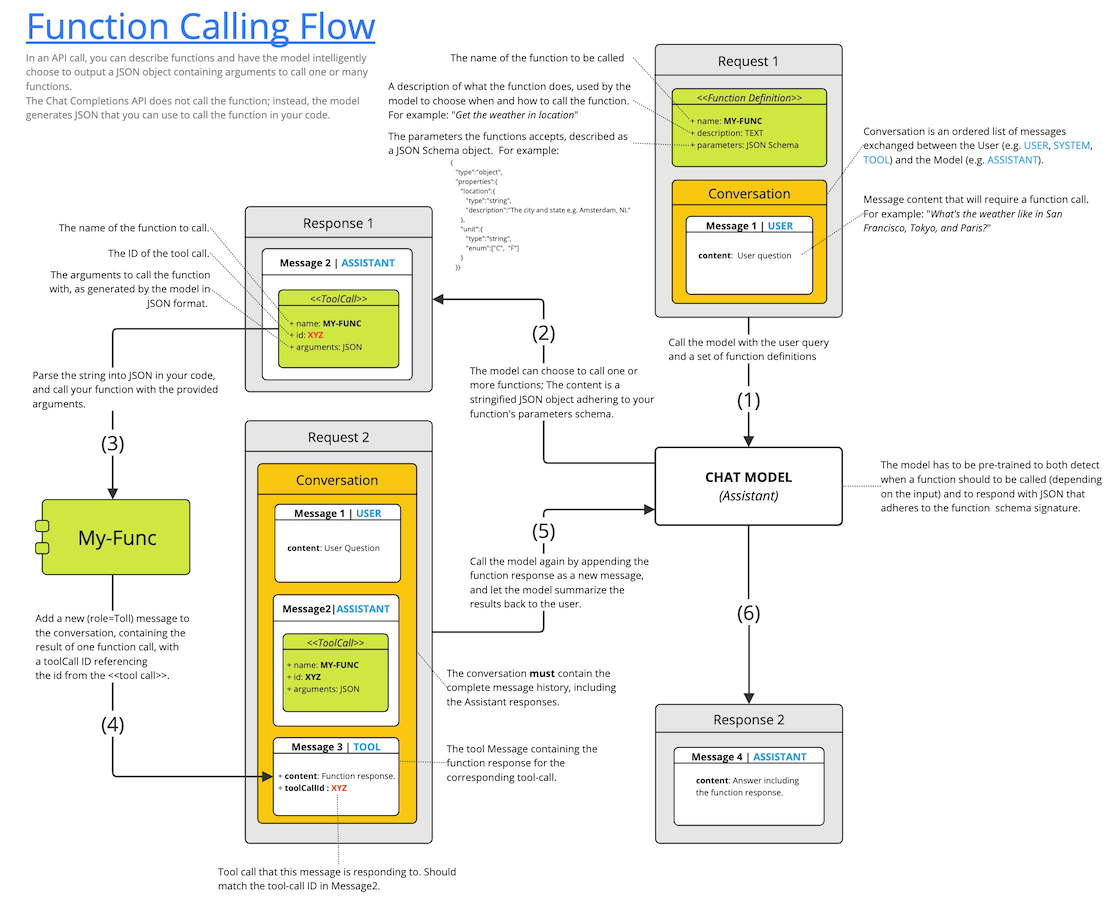 Function Calling Flow
In an API call, you can describe functions and have the model intelligently
choose to output a JSON object containing arguments to call one or many
functions.
The Chat Completions API does not call the function; instead, the model
generates JSON that you can use to call the function in your code.
The name of the function to be called
A description of what the function does, used by the
model to choose when and how to call the function.
For example: "Get the weather in location"
The parameters the functions accepts, described as
a JSON Schema object.  For example:
{
"type":"object",
"properties":{
"location":{
"type":"string",
"description":"The city and state e.g. Amsterdam, NL"
},
"unit":{
"type":"string",
"enum":["C",  "F"]
}
}}
Request 1
<<Function Definition>>
+ name: MY-FUNC
+ description: TEXT
+ parameters: JSON Schema
Conversation
Message 1 | USER
content:  User question
Conversation is an ordered list of messages
exchanged between the User (e.g. USER, SYSTEM,
TOOL) and the Model (e.g. ASSISTANT).
Message content that will require a function call.
For example: "What's the weather like in San
Francisco, Tokyo, and Paris?"
Call the model with the user query
and a set of function definitions
(1)
CHAT MODEL
(Assistant)
The model has to be pre-trained to both detect
when a function should to be called (depending
on the input) and to respond with JSON that
adheres to the function  schema signature.
(2)
The model can choose to call one or
more functions; The content is a
stringified JSON object adhering to your
function's parameters schema.
Response 1
Message 2 | ASSISTANT
<<ToolCall>>
+ name: MY-FUNC
+ id: XYZ
+ arguments: JSON
The name of the function to call.
The ID of the tool call.
The arguments to call the function
with, as generated by the model in
JSON format.
Parse the string into JSON in your code,
and call your function with the provided
arguments.
(3)
My-Func
Add a new (role=Toll) message to
the conversation, containing the
result of one function call, with
a toolCall ID referencing
the id from the <<tool call>>.
(4)
Request 2
Conversation
Message 1 | USER
content: User Question
Message2|ASSISTANT
<<ToolCall>>
+ name: MY-FUNC
+ id: XYZ
+ arguments: JSON
Message 3 | TOOL
+ content: Function response.
+ toolCallId : XYZ
Tool call that this message is responding to. Should
match the tool-call ID in Message2.
(5)
Call the model again by appending the
function response as a new message,
and let the model summarize the
results back to the user.
The conversation must contain the
complete message history, including
the Assistant responses.
The tool Message containing the
function response for the
corresponding tool-call.
(6)
Response 2
Message 4 | ASSISTANT
content: Answer including
the function response.